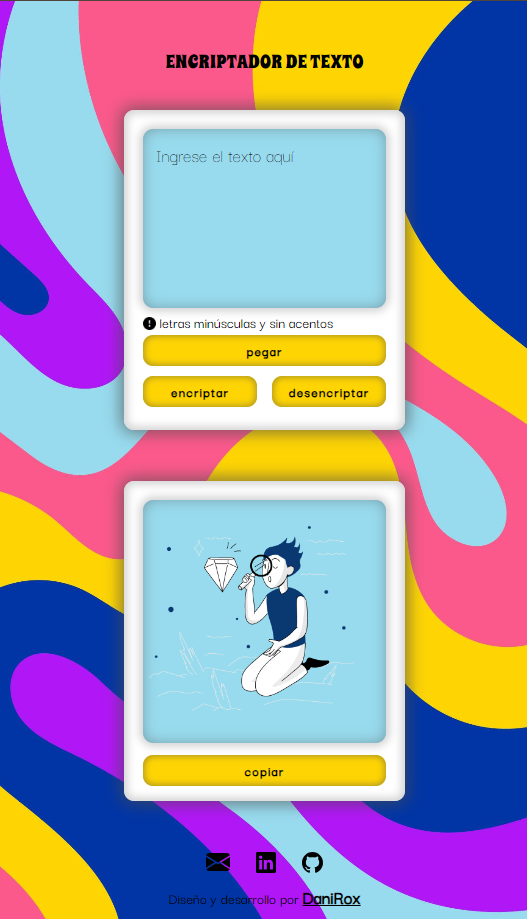 ENCRIPTADOR DE TEXTO
Ingrese el texto aquí
letras minúsculas y sin acentos
pegar
encriptar
desencriptar
copiar
Diseño y desarrollo por DaniRox